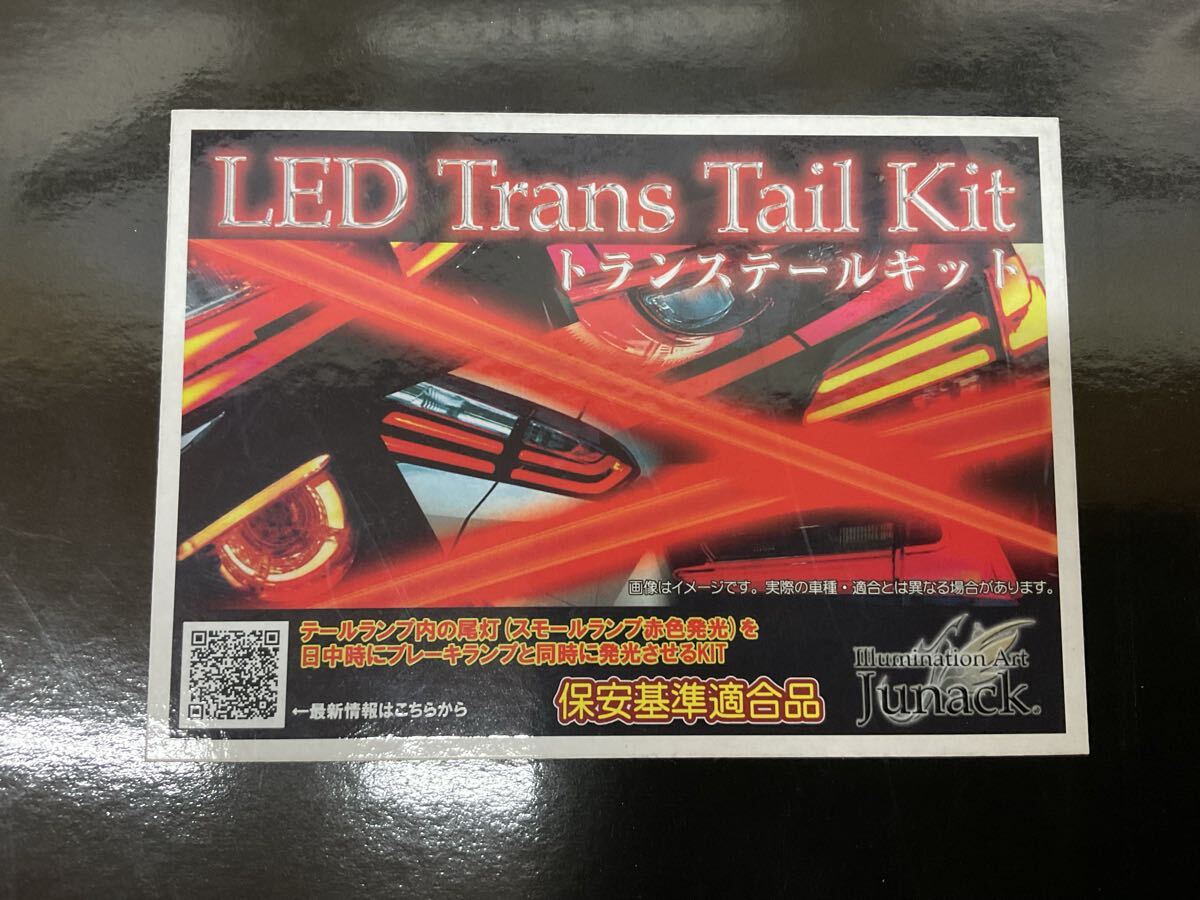 LED Trans Tail Kit
トランステールキット
画像はイメージです。実際の車種・適合とは異なる場合があります。
テールランプ内の尾灯(スモールランプ赤色発光)を
日中時にブレーキランプと同時に発光させるKIT
←最新情報はこちらから
保安基準適合品
Illumination Art
Junack®